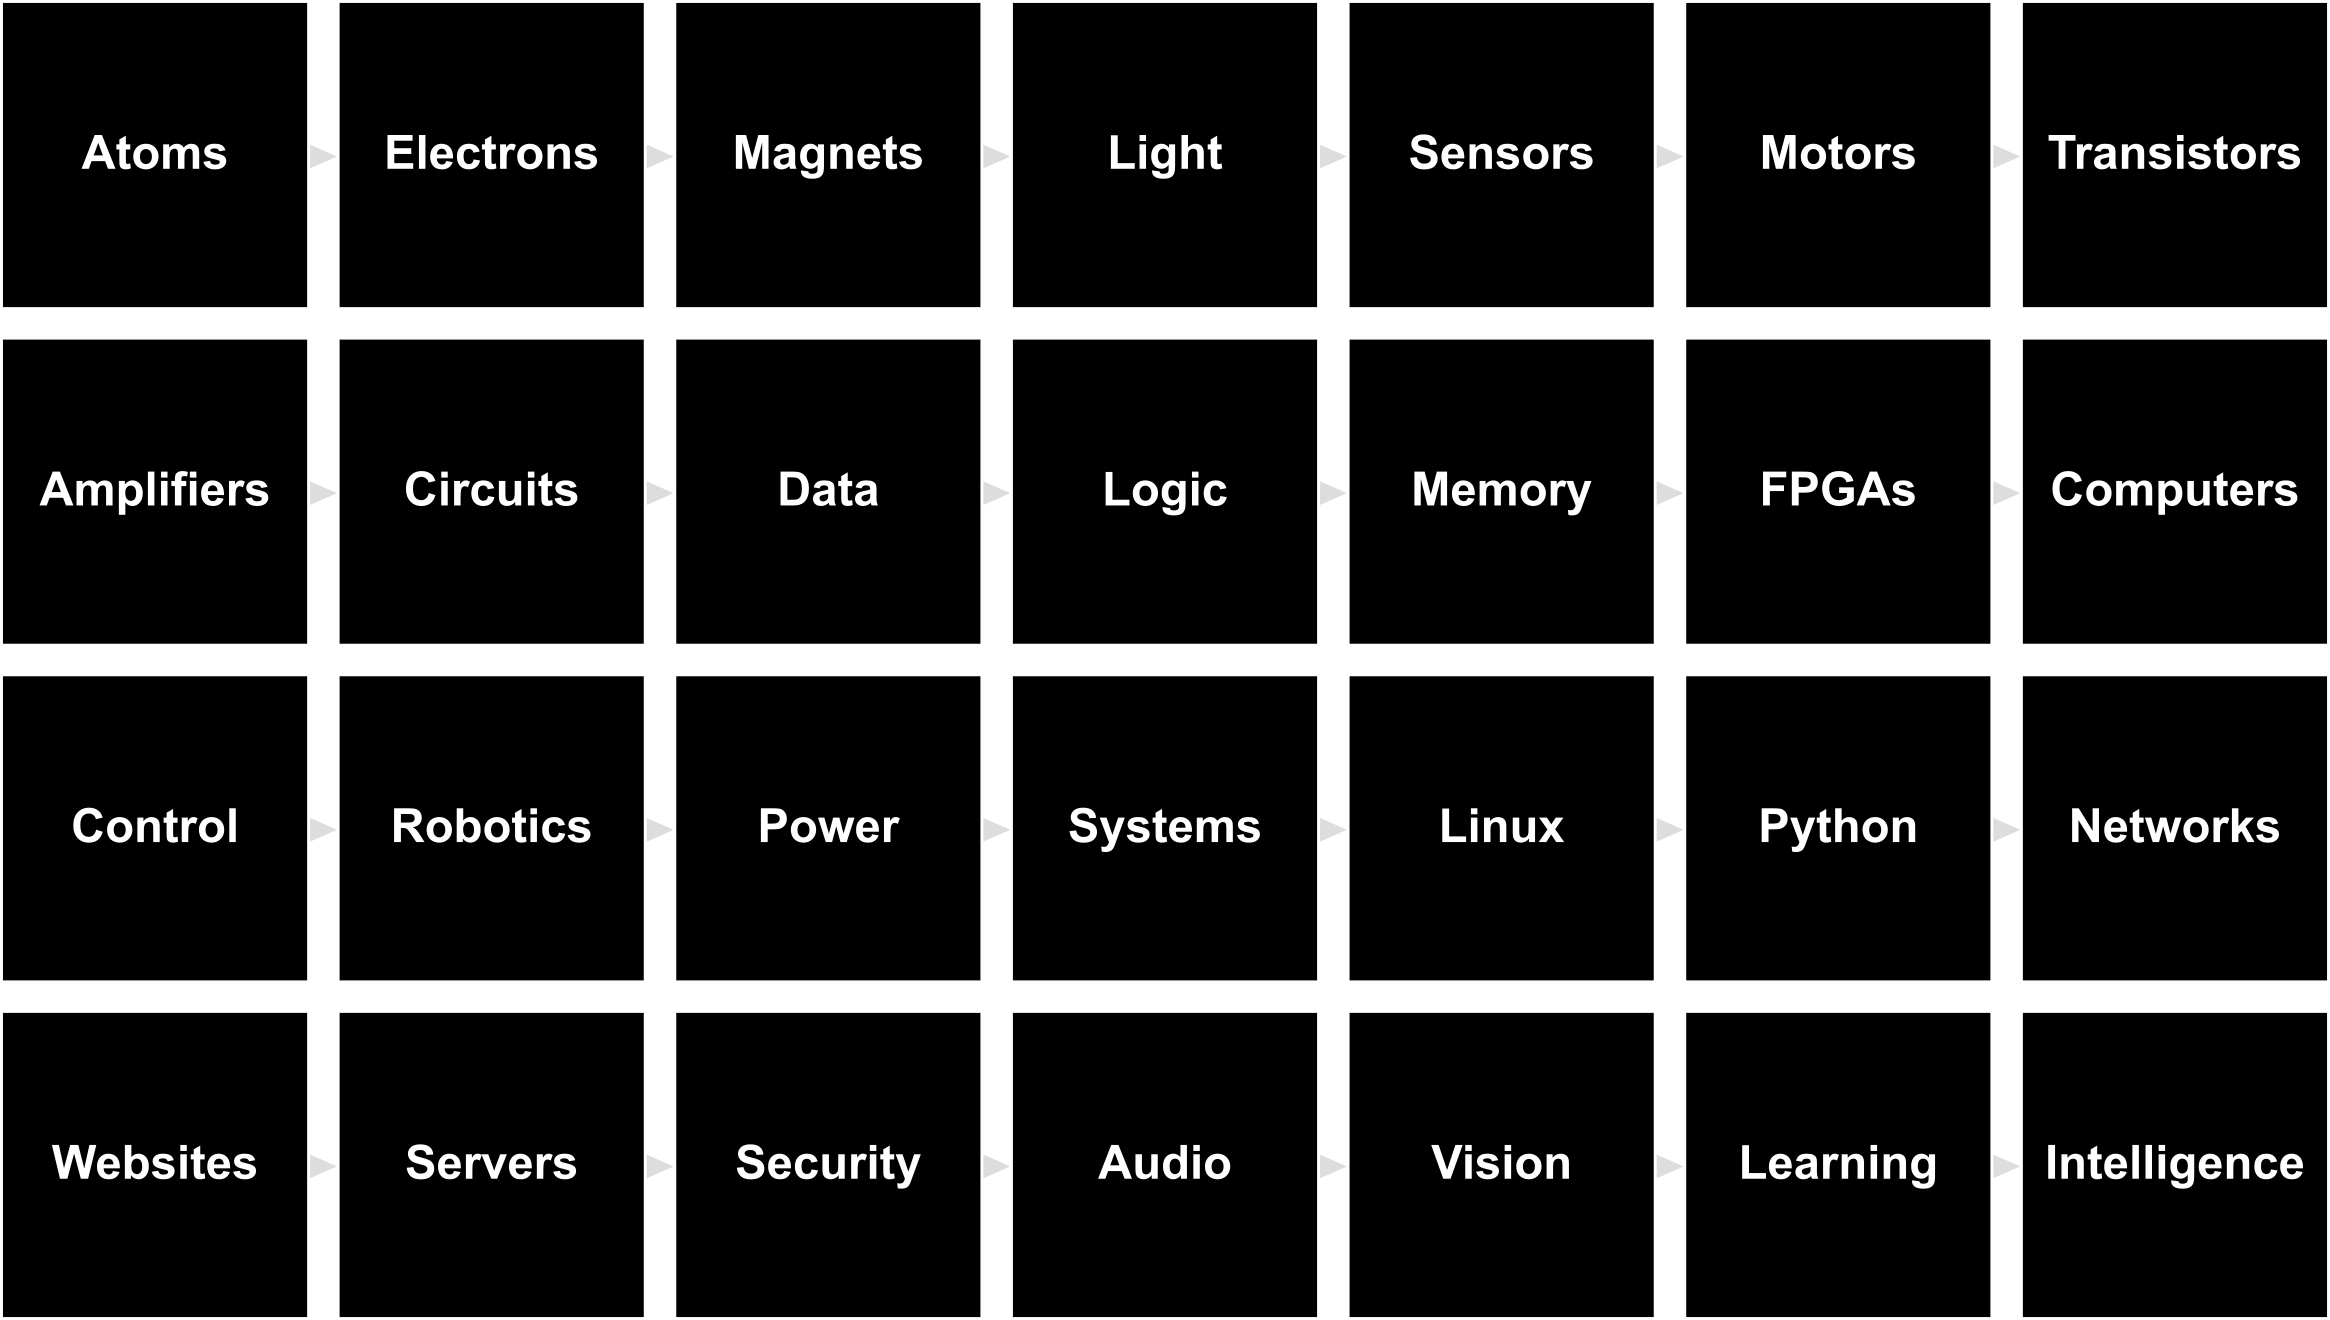 Atoms Electrons Magnets Light Sensors Motors Transistors
Amplifiers Circuits Data Logic Memory FPGAs Computers
Control Robotics Power Systems Linux Python Networks
Websites Servers Security Audio Vision Learning Intelligence